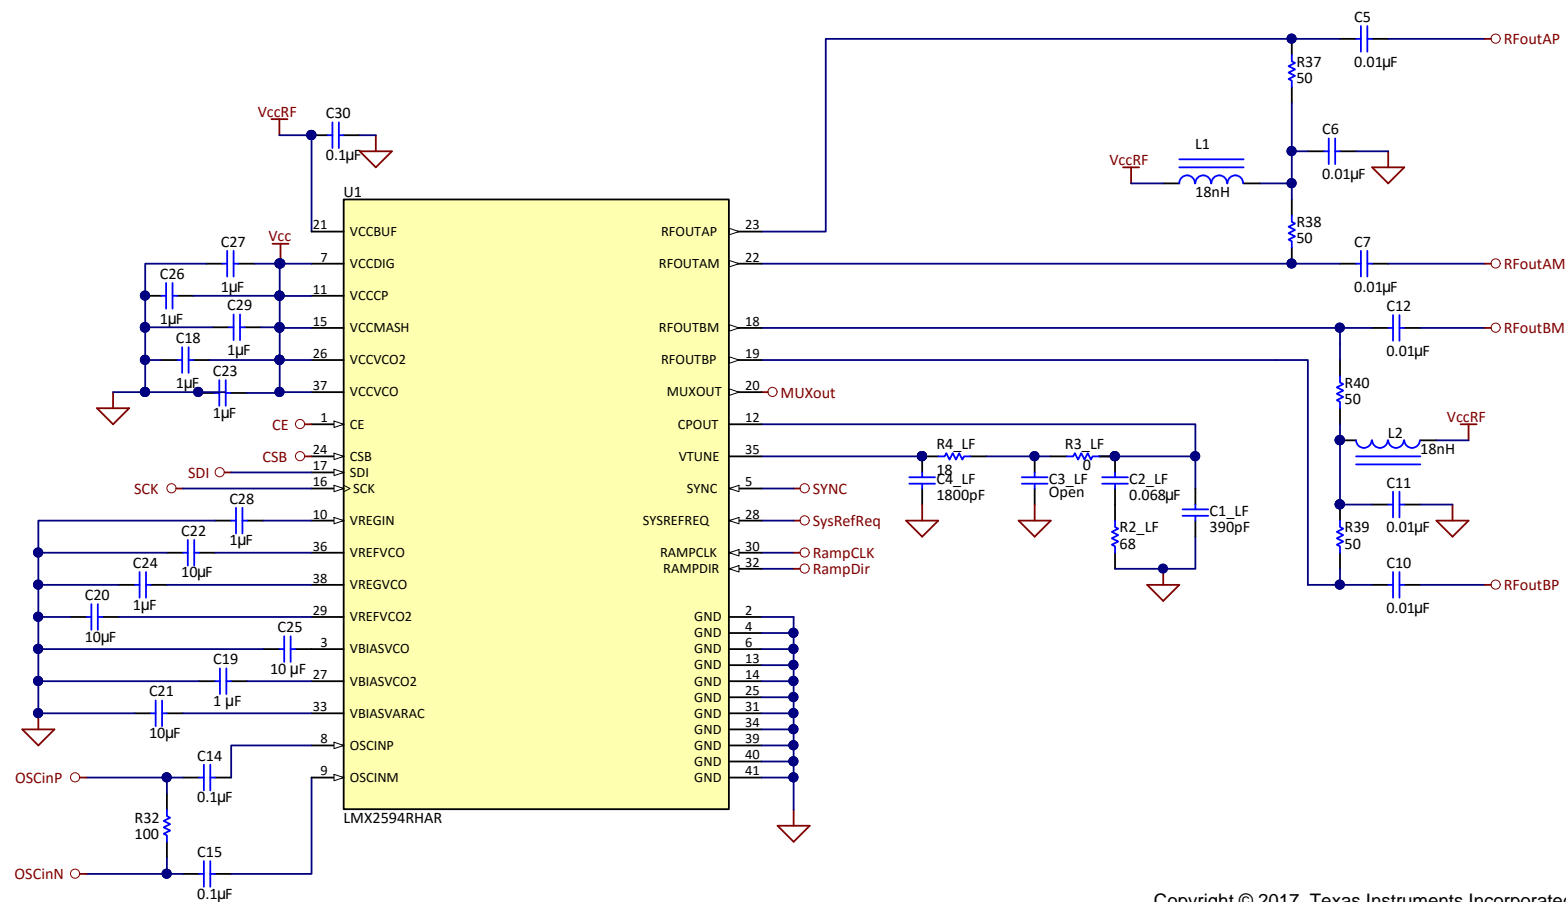 C5
RFoutAP
0.01µF
R37
50
VccRF
C30
0.1µF
C6
0.01µF
L1
VccRF
18nH
U1
R38
50
C7
RFoutAM
0.01µF
21
VCCBUF
RFOUTAP
23
Vcc
C27
1µF
7
VCCDIG
RFOUTAM
22
C26
1µF
11
VCCCP
C29
1µF
15
VCCMASH
RFOUTBM
18
C12
RFoutBM
0.01µF
C18
1µF
26
VCCVCO2
RFOUTBP
19
C23
1µF
37
VCCVCO
MUXOUT
20
MUXout
R40
50
CE
1
CE
CPOUT
12
VccRF
L2
18nH
CSB
24
CSB
VTUNE
35
R4_LF
18
R3_LF
0
C4_LF
1800pF
C3_LF
Open
C2_LF
0.068µF
SDI
17
SDI
SCK
16
SCK
SYNC
5
SYNC
C11
0.01µF
C1_LF
390pF
R2_LF
68
R39
50
C28
1µF
10
VREGIN
SYSREFREQ
28
SysRefReq
C22
10µF
36
VREFVCO
RAMPCLK
30
RampCLK
RAMPDIR
32
RampDir
C24
1µF
38
VREGVCO
C10
RFoutBP
0.01µF
C20
10µF
29
VREFVCO2
GND
2
GND
4
C25
10 µF
3
VBIASVCO
GND
6
GND
13
C19
1 µF
27
VBIASVCO2
GND
14
GND
25
C21
10µF
33
VBIASVARAC
GND
31
GND
34
8
OSCINP
GND
39
GND
40
OSCinP
C14
0.1µF
9
OSCINM
GND
41
R32
100
LMX2594RHAR
OSCinN
C15
0.1µF
Copyright © 2017, Texas Instruments Incorporated